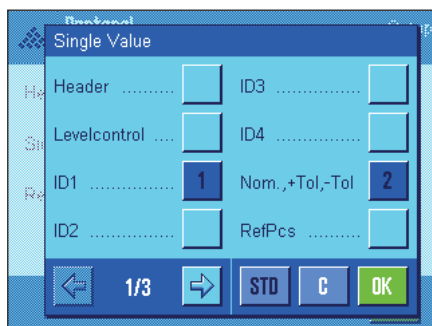 Single Value
Header ..........
Levelcontrol ....
ID1 ...............
1
ID2 ...............
ID3 ...............
ID4 ...............
Nom.,+Tol,-Tol
2
RefPcs .........
1/3
STD
C
OK